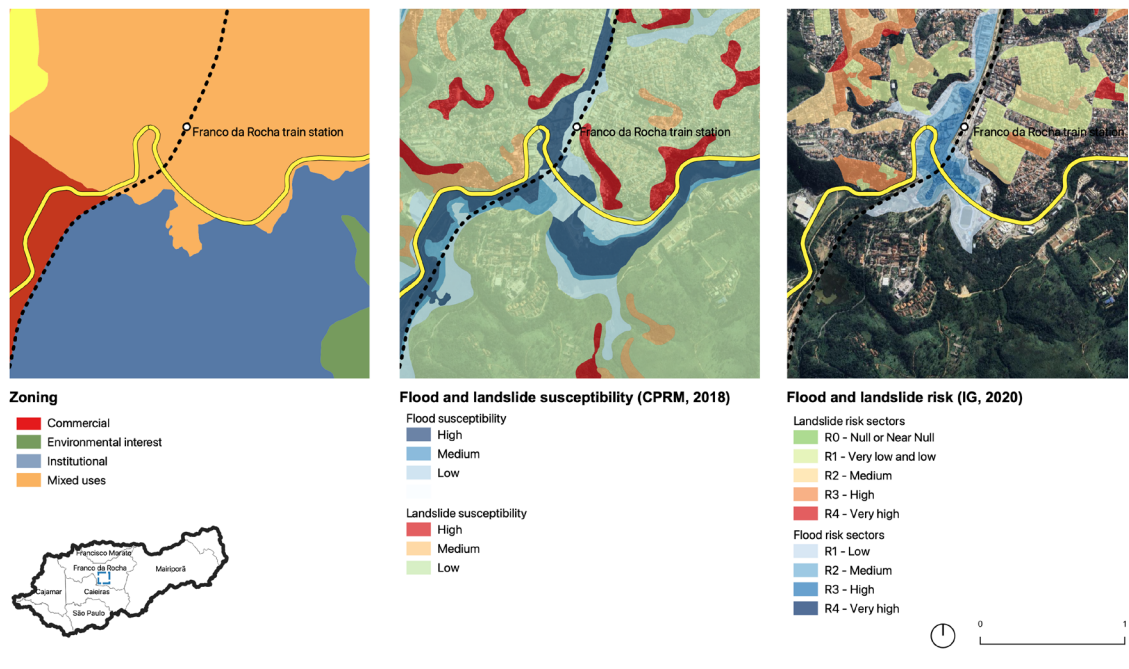 Franco da Rocha train station
Franco da Rocha train station
Franco da Rocha train station
Zoning
Commercial
Environmental interest
Institutional
Mixed uses
Francisco Morato
Franco da Rocha
Mairiporã
Cajamar
Caieiras
São Paulo
Flood and landslide susceptibility (CPRM, 2018)
Flood susceptibility
High
Medium
Low
Landslide susceptibility
High
Medium
Low
Flood and landslide risk (IG, 2020)
Landslide risk sectors
R0 - Null or Near Null
R1 - Very low and low
R2 - Medium
R3 - High
R4 - Very high
Flood risk sectors
R1 - Low
R2 - Medium
R3 - High
R4 - Very high
0 1